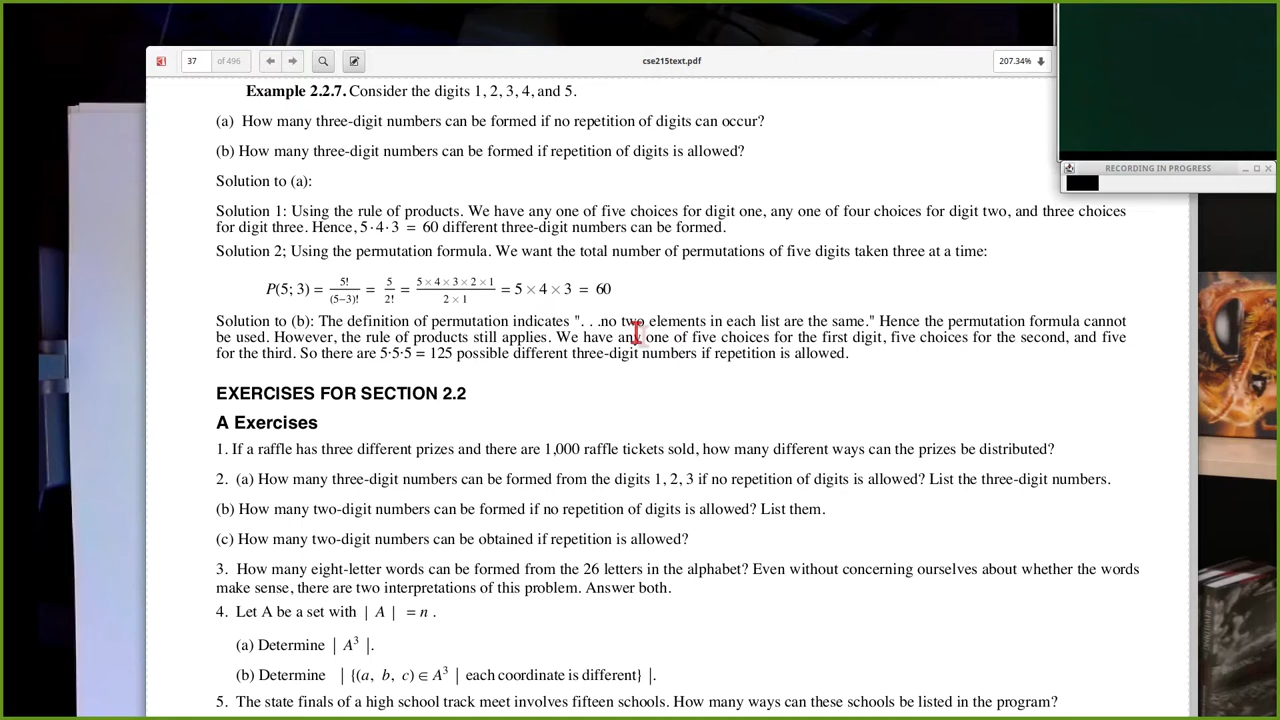 37 of 496
cse215text.pdf
207.34%
RECORDING IN PROGRESS
Example 2.2.7. Consider the digits 1, 2, 3, 4, and 5.
(a) How many three-digit numbers can be formed if no repetition of digits can occur?
(b) How many three-digit numbers can be formed if repetition of digits is allowed?
Solution to (a):
Solution 1: Using the rule of products. We have any one of five choices for digit one, any one of four choices for digit two, and three choices
for digit three. Hence, 5·4·3 = 60 different three-digit numbers can be formed.
Solution 2; Using the permutation formula. We want the total number of permutations of five digits taken three at a time:
P(5; 3) = 5!/(5−3)! = 5/2! = 5 × 4 × 3 × 2 × 1/2 × 1 = 5 × 4 × 3 = 60
Solution to (b): The definition of permutation indicates ". . .no two elements in each list are the same." Hence the permutation formula cannot
be used. However, the rule of products still applies. We have any one of five choices for the first digit, five choices for the second, and five
for the third. So there are 5·5·5 = 125 possible different three-digit numbers if repetition is allowed.
EXERCISES FOR SECTION 2.2
A Exercises
1. If a raffle has three different prizes and there are 1,000 raffle tickets sold, how many different ways can the prizes be distributed?
2. (a) How many three-digit numbers can be formed from the digits 1, 2, 3 if no repetition of digits is allowed? List the three-digit numbers.
(b) How many two-digit numbers can be formed if no repetition of digits is allowed? List them.
(c) How many two-digit numbers can be obtained if repetition is allowed?
3. How many eight-letter words can be formed from the 26 letters in the alphabet? Even without concerning ourselves about whether the words
make sense, there are two interpretations of this problem. Answer both.
4. Let A be a set with | A | = n .
(a) Determine | A³ |.
(b) Determine | {(a, b, c) ∈ A³ | each coordinate is different} |.
5. The state finals of a high school track meet involves fifteen schools. How many ways can these schools be listed in the program?